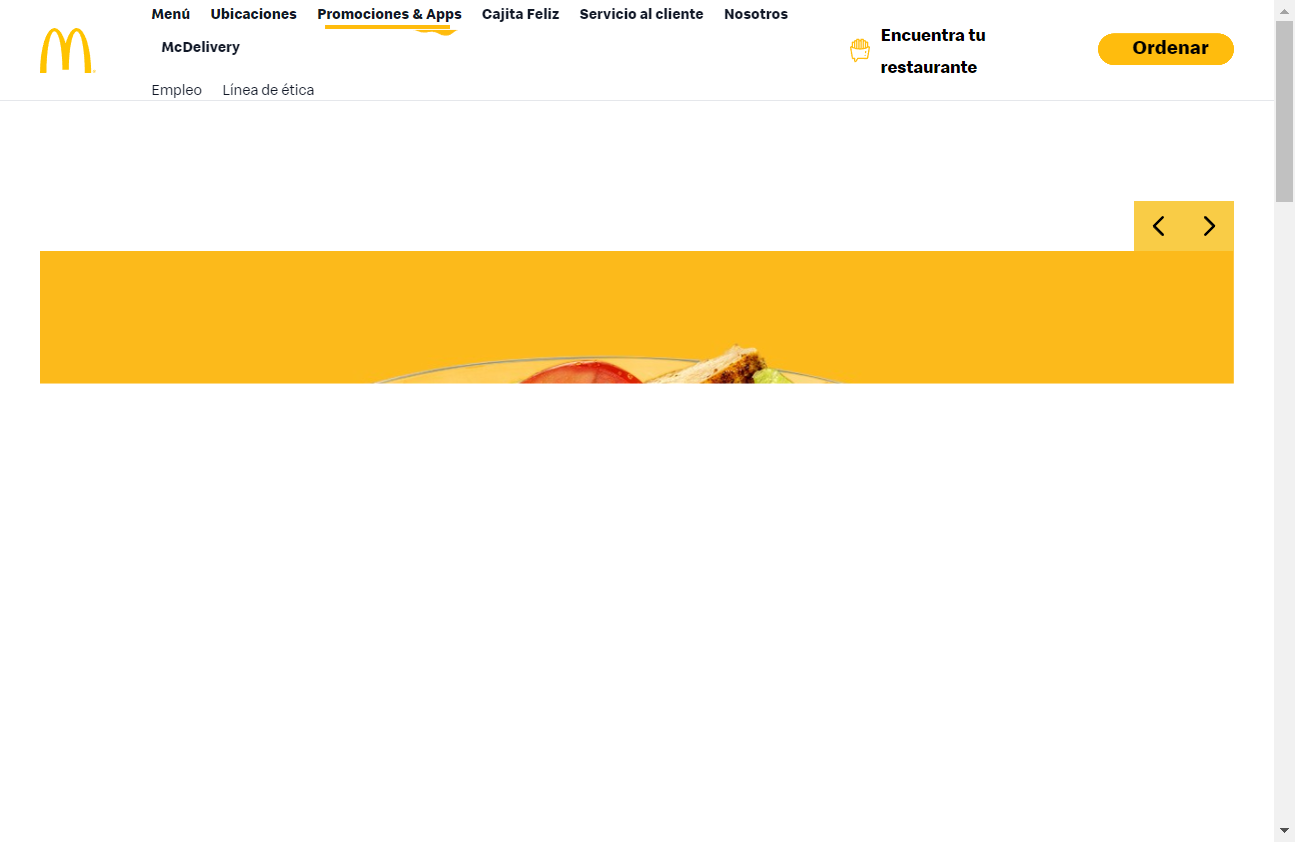 Menú Ubicaciones Promociones & Apps Cajita Feliz Servicio al cliente Nosotros
McDelivery
Empleo Línea de ética
Encuentra tu
restaurante
Ordenar